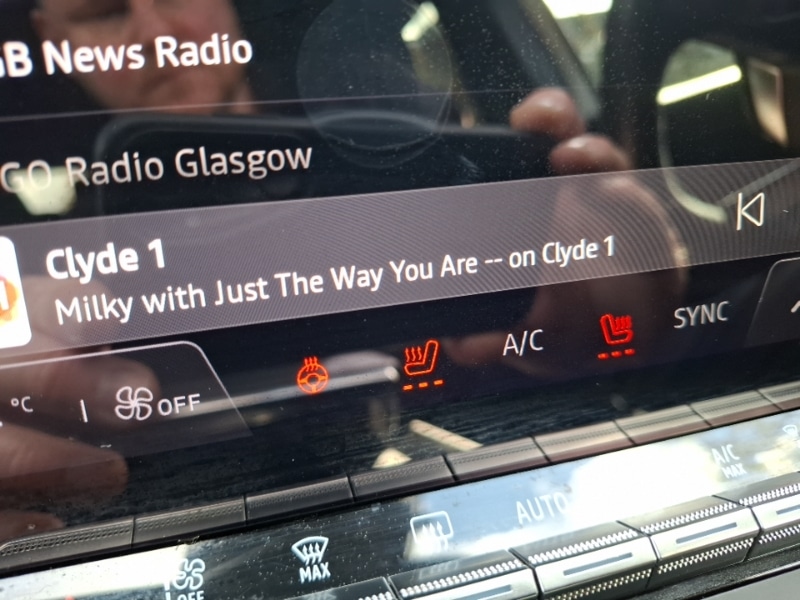 GB News Radio
GO Radio Glasgow
Clyde 1
Milky with Just The Way You Are -- on Clyde 1
°C
OFF
A/C
SYNC
OFF
MAX
AUTO
A/C
MAX